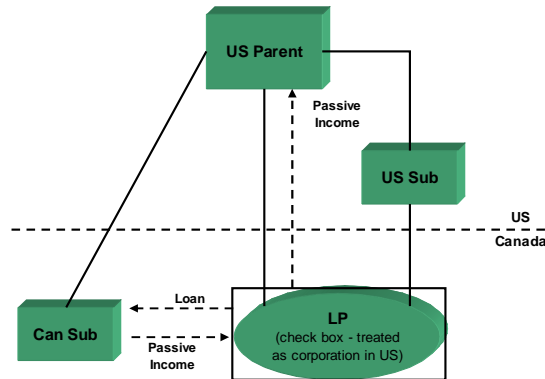 US Parent
Passive
Income
US Sub
US
Canada
Loan
Can Sub
Passive
Income
LP
(check box - treated
as corporation in US)